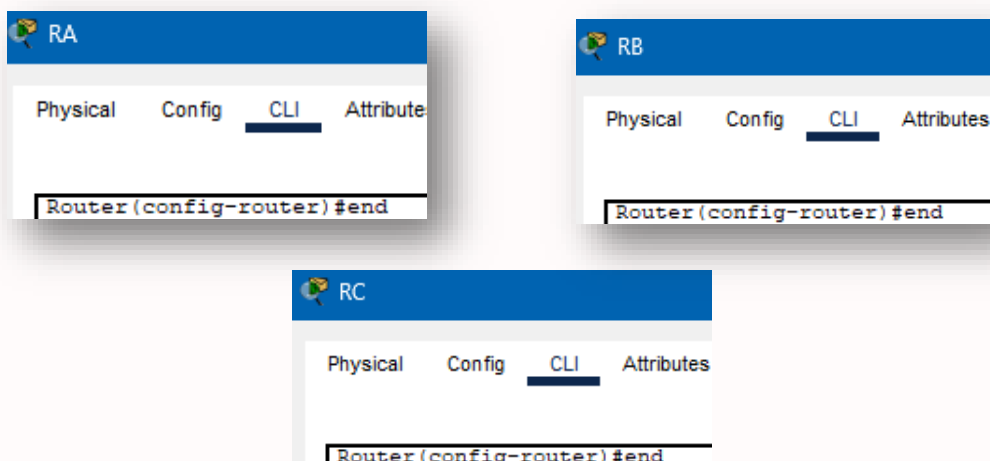 RA
Physical Config CLI Attribute
Router(config-router)#end
RB
Physical Config CLI Attributes
Router(config-router)#end
RC
Physical Config CLI Attributes
Router(config-router)#end